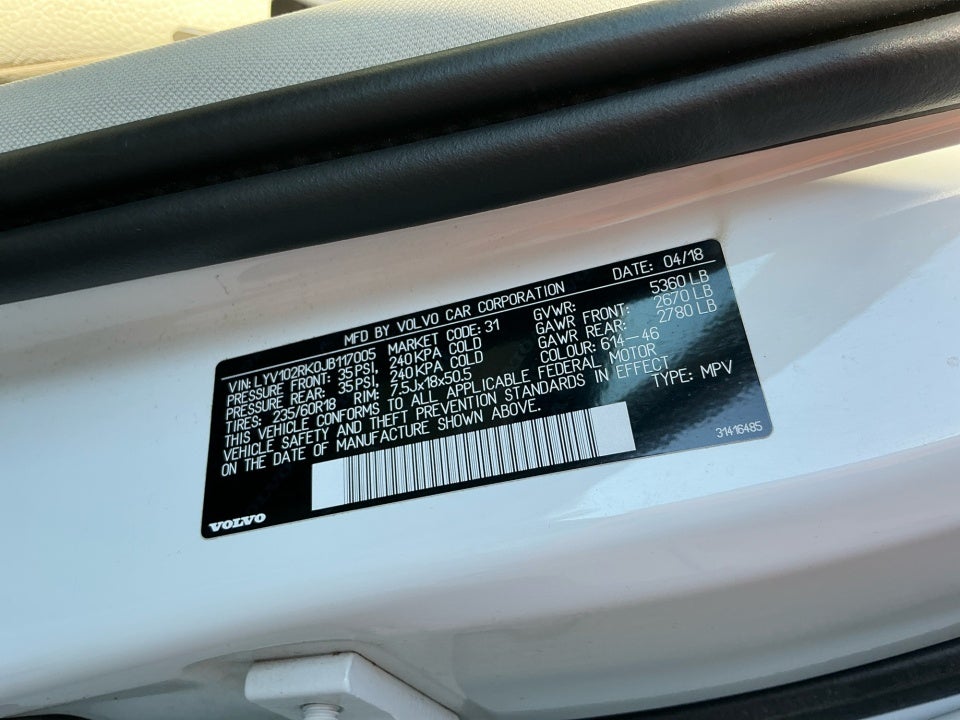 MFD BY VOLVO CAR CORPORATION DATE: 04/18
VIN: LYV102RK0JB117005 MARKET CODE: 31 GVWR: 5360 LB
PRESSURE FRONT: 35 PSI, 240 KPA COLD GAWR FRONT: 2670 LB
PRESSURE REAR: 35 PSI, 240 KPA COLD GAWR REAR: 2780 LB
TIRES: 235/60R18 RIM: 7.5Jx18x50.5 COLOUR: 614-46
THIS VEHICLE CONFORMS TO ALL APPLICABLE FEDERAL MOTOR
VEHICLE SAFETY AND THEFT PREVENTION STANDARDS IN EFFECT
ON THE DATE OF MANUFACTURE SHOWN ABOVE. TYPE: MPV
31416485
VOLVO